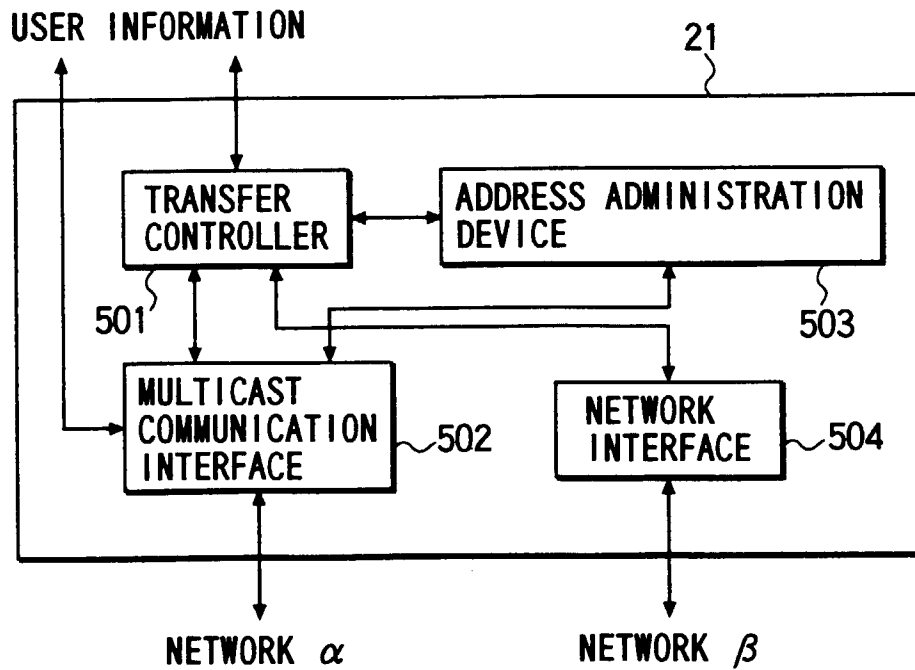 USER INFORMATION
21
TRANSFER
CONTROLLER
501
ADDRESS ADMINISTRATION
DEVICE
503
MULTICAST
COMMUNICATION
INTERFACE
502
NETWORK
INTERFACE
504
NETWORK α
NETWORK β